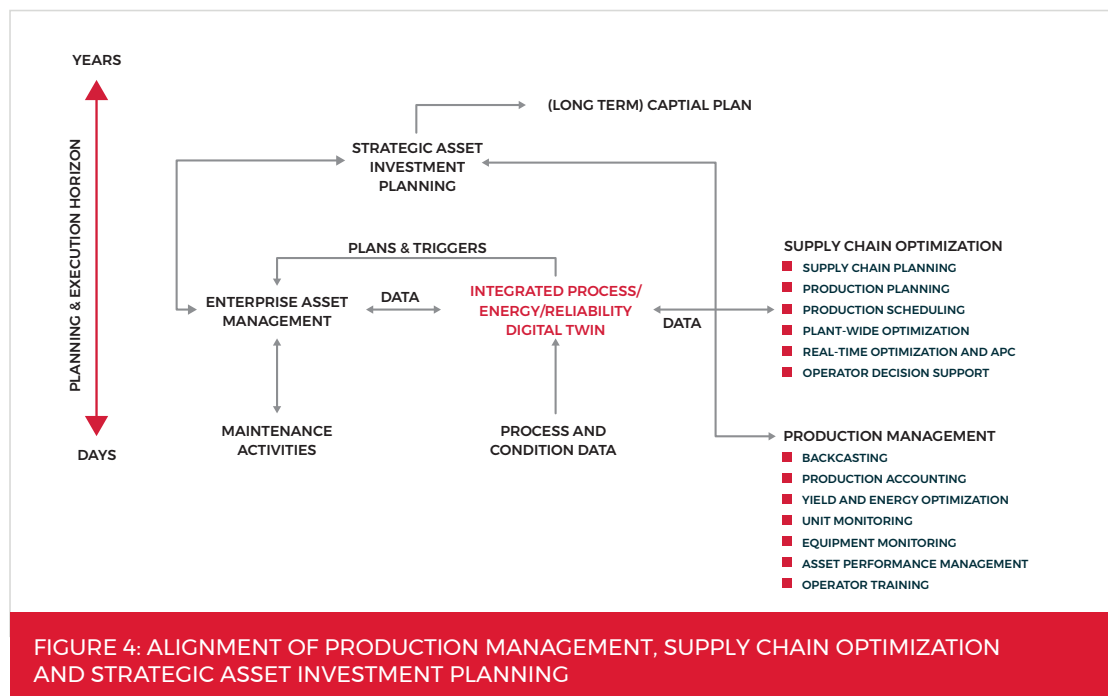 YEARS
PLANNING & EXECUTION HORIZON
DAYS
(LONG TERM) CAPTIAL PLAN
STRATEGIC ASSET
INVESTMENT
PLANNING
PLANS & TRIGGERS
ENTERPRISE ASSET
MANAGEMENT
DATA
INTEGRATED PROCESS/
ENERGY/RELIABILITY
DIGITAL TWIN
DATA
MAINTENANCE
ACTIVITIES
PROCESS AND
CONDITION DATA
SUPPLY CHAIN OPTIMIZATION
SUPPLY CHAIN PLANNING
PRODUCTION PLANNING
PRODUCTION SCHEDULING
PLANT-WIDE OPTIMIZATION
REAL-TIME OPTIMIZATION AND APC
OPERATOR DECISION SUPPORT
PRODUCTION MANAGEMENT
BACKCASTING
PRODUCTION ACCOUNTING
YIELD AND ENERGY OPTIMIZATION
UNIT MONITORING
EQUIPMENT MONITORING
ASSET PERFORMANCE MANAGEMENT
OPERATOR TRAINING
FIGURE 4: ALIGNMENT OF PRODUCTION MANAGEMENT, SUPPLY CHAIN OPTIMIZATION
AND STRATEGIC ASSET INVESTMENT PLANNING